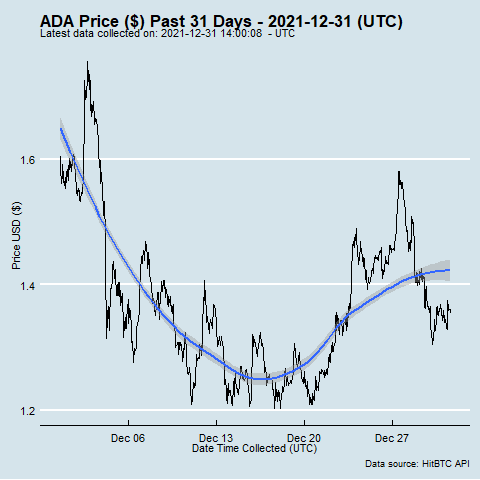 ADA Price ($) Past 31 Days - 2021-12-31 (UTC)
Latest data collected on: 2021-12-31 14:00:08 - UTC
1.6
1.4
1.2
Price USD ($)
Dec 06 Dec 13 Dec 20 Dec 27
Date Time Collected (UTC)
Data source: HitBTC API